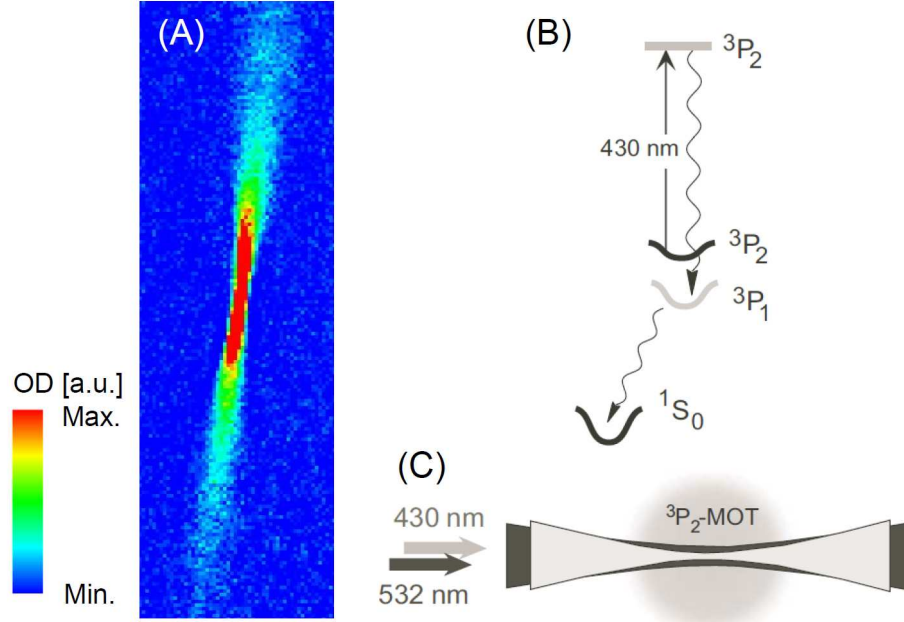 (A)
OD [a.u.]
Max.
Min.
(B)
³P₂
430 nm
³P₂
³P₁
¹S₀
(C)
430 nm
532 nm
³P₂-MOT